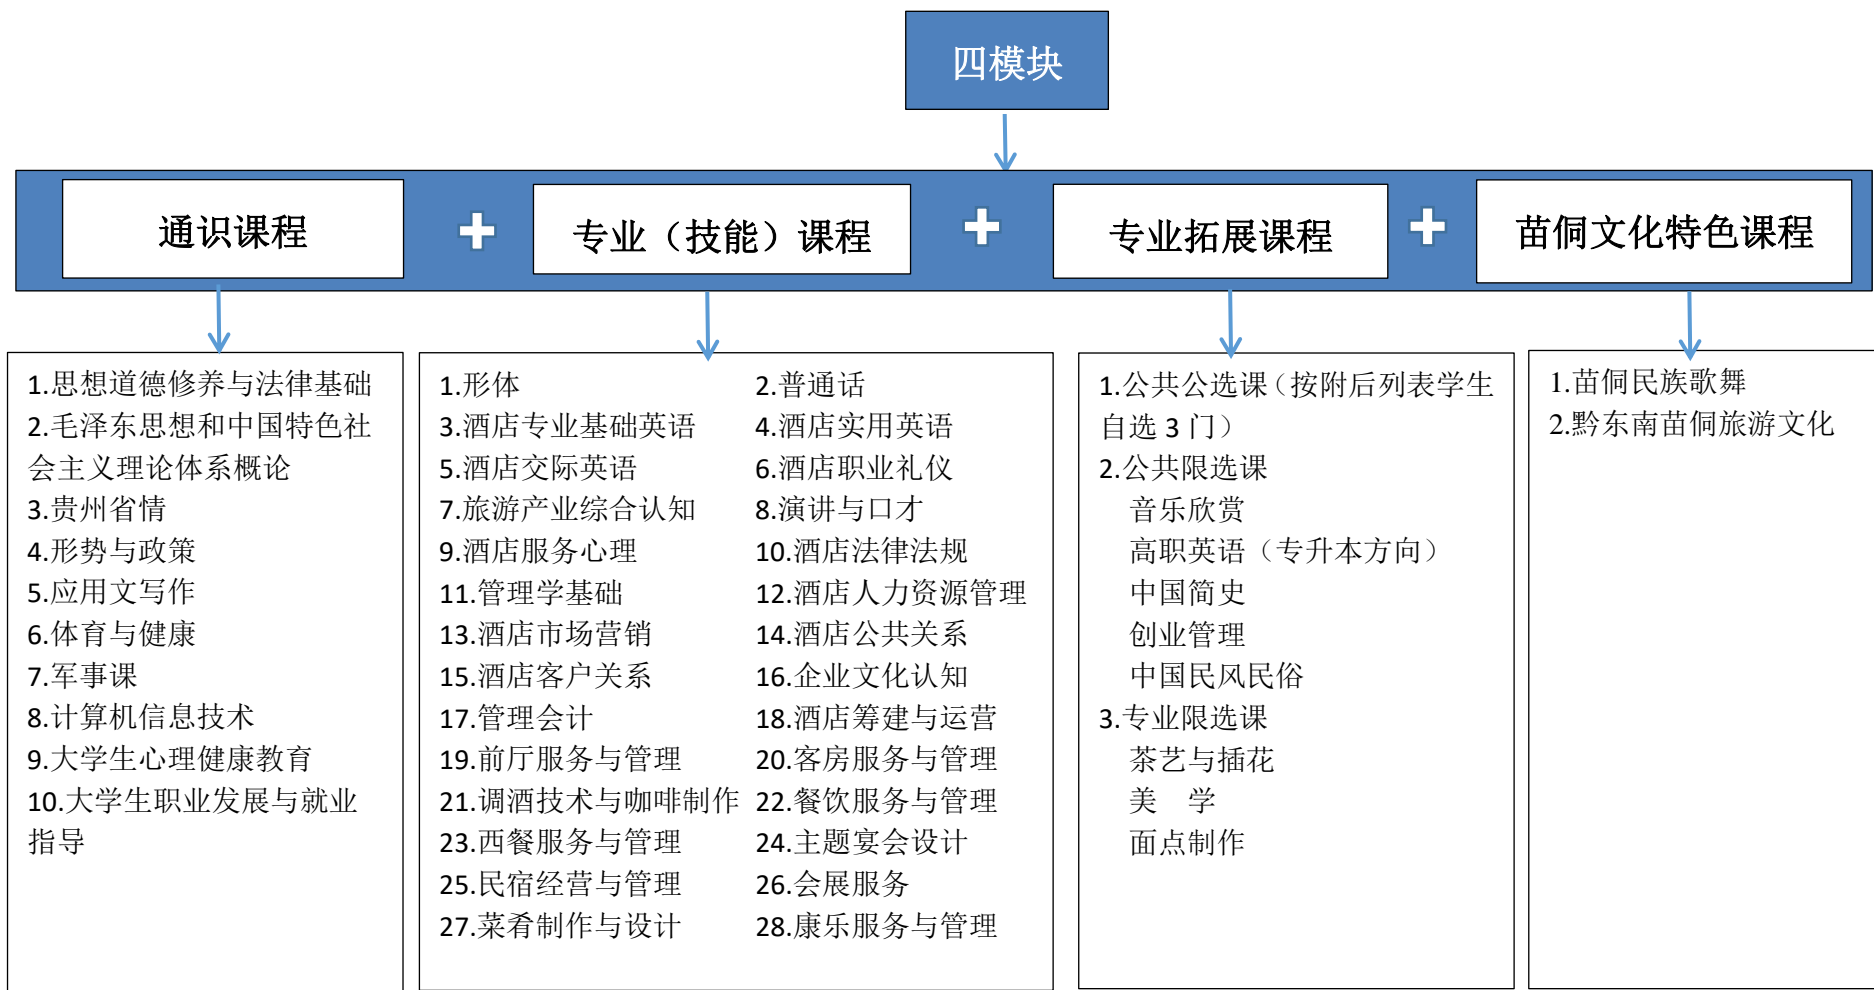 四模块
通识课程
专业（技能）课程
专业拓展课程
苗侗文化特色课程
1.思想道德修养与法律基础
2.毛泽东思想和中国特色社
会主义理论体系概论
3.贵州省情
4.形势与政策
5.应用文写作
6.体育与健康
7.军事课
8.计算机信息技术
9.大学生心理健康教育
10.大学生职业发展与就业
指导
1.形体 2.普通话
3.酒店专业基础英语 4.酒店实用英语
5.酒店交际英语 6.酒店职业礼仪
7.旅游产业综合认知 8.演讲与口才
9.酒店服务心理 10.酒店法律法规
11.管理学基础 12.酒店人力资源管理
13.酒店市场营销 14.酒店公共关系
15.酒店客户关系 16.企业文化认知
17.管理会计 18.酒店筹建与运营
19.前厅服务与管理 20.客房服务与管理
21.调酒技术与咖啡制作 22.餐饮服务与管理
23.西餐服务与管理 24.主题宴会设计
25.民宿经营与管理 26.会展服务
27.菜肴制作与设计 28.康乐服务与管理
1.公共公选课（按附后列表学生
自选 3 门）
2.公共限选课
音乐欣赏
高职英语（专升本方向）
中国简史
创业管理
中国民风民俗
3.专业限选课
茶艺与插花
美　学
面点制作
1.苗侗民族歌舞
2.黔东南苗侗旅游文化